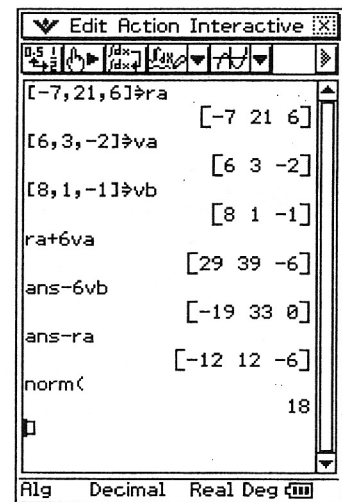 Edit Action Interactive
[-7,21,6]⇒ra
[-7 21 6]
[6,3,-2]⇒va
[6 3 -2]
[8,1,-1]⇒vb
[8 1 -1]
ra+6va
[29 39 -6]
ans-6vb
[-19 33 0]
ans-ra
[-12 12 -6]
norm(
18
Alg Decimal Real Deg